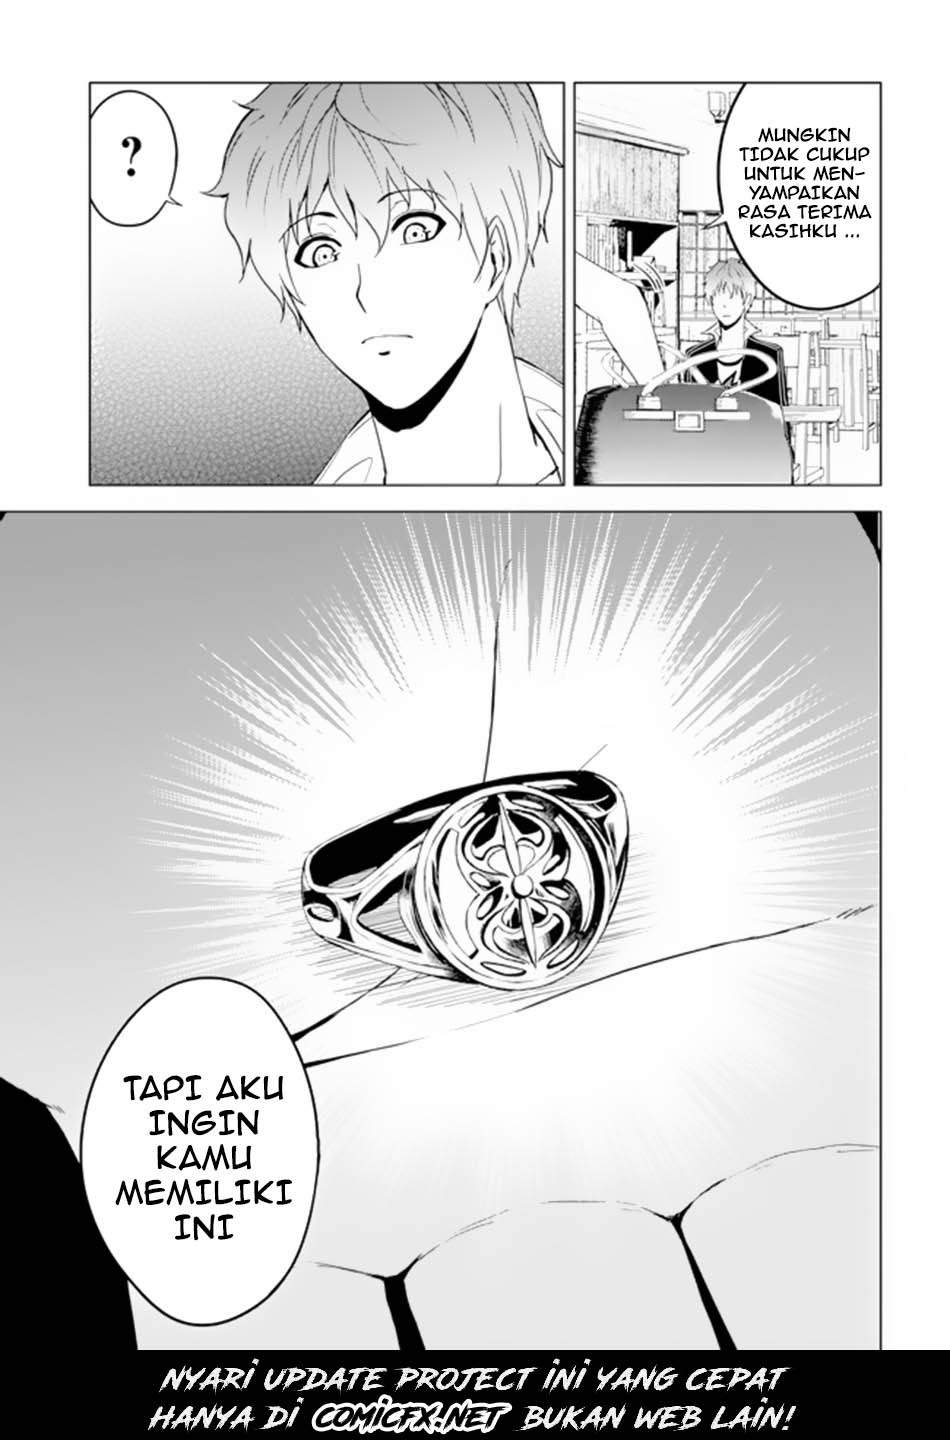 MUNGKIN
TIDAK CUKUP
UNTUK MEN-
YAMPAIKAN
RASA TERIMA
KASIHKU ...
?
TAPI AKU
INGIN
KAMU
MEMILIKI
INI
NYARI UPDATE PROJECT INI YANG CEPAT
HANYA DI COMICFX.NET BUKAN WEB LAIN!